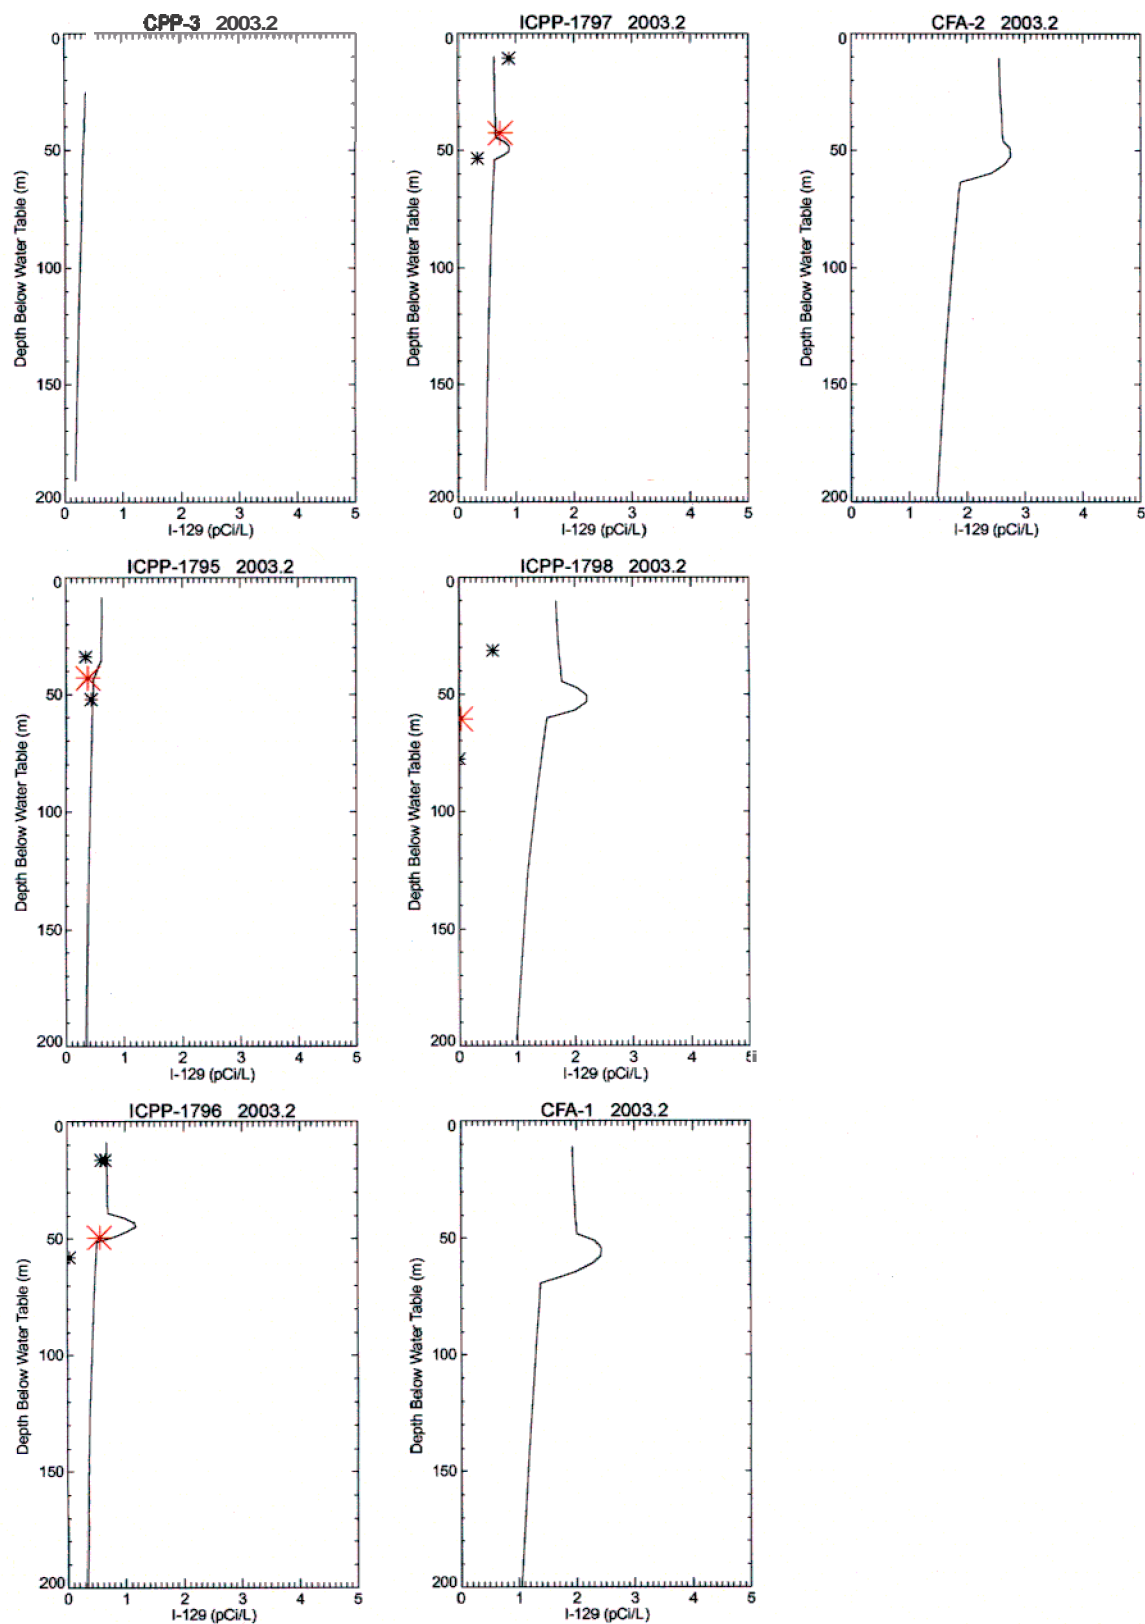 CPP-3 2003.2
0
50
100
150
200
Depth Below Water Table (m)
0 1 2 3 4 5
I-129 (pCi/L)
ICPP-1797 2003.2
0
50
100
150
200
Depth Below Water Table (m)
0 1 2 3 4 5
I-129 (pCi/L)
CFA-2 2003.2
0
50
100
150
200
Depth Below Water Table (m)
0 1 2 3 4 5
I-129 (pCi/L)
ICPP-1795 2003.2
0
50
100
150
200
Depth Below Water Table (m)
0 1 2 3 4 5
I-129 (pCi/L)
ICPP-1798 2003.2
0
50
100
150
200
Depth Below Water Table (m)
0 1 2 3 4 5
I-129 (pCi/L)
ICPP-1796 2003.2
0
50
100
150
200
Depth Below Water Table (m)
0 1 2 3 4 5
I-129 (pCi/L)
CFA-1 2003.2
0
50
100
150
200
Depth Below Water Table (m)
0 1 2 3 4 5
I-129 (pCi/L)